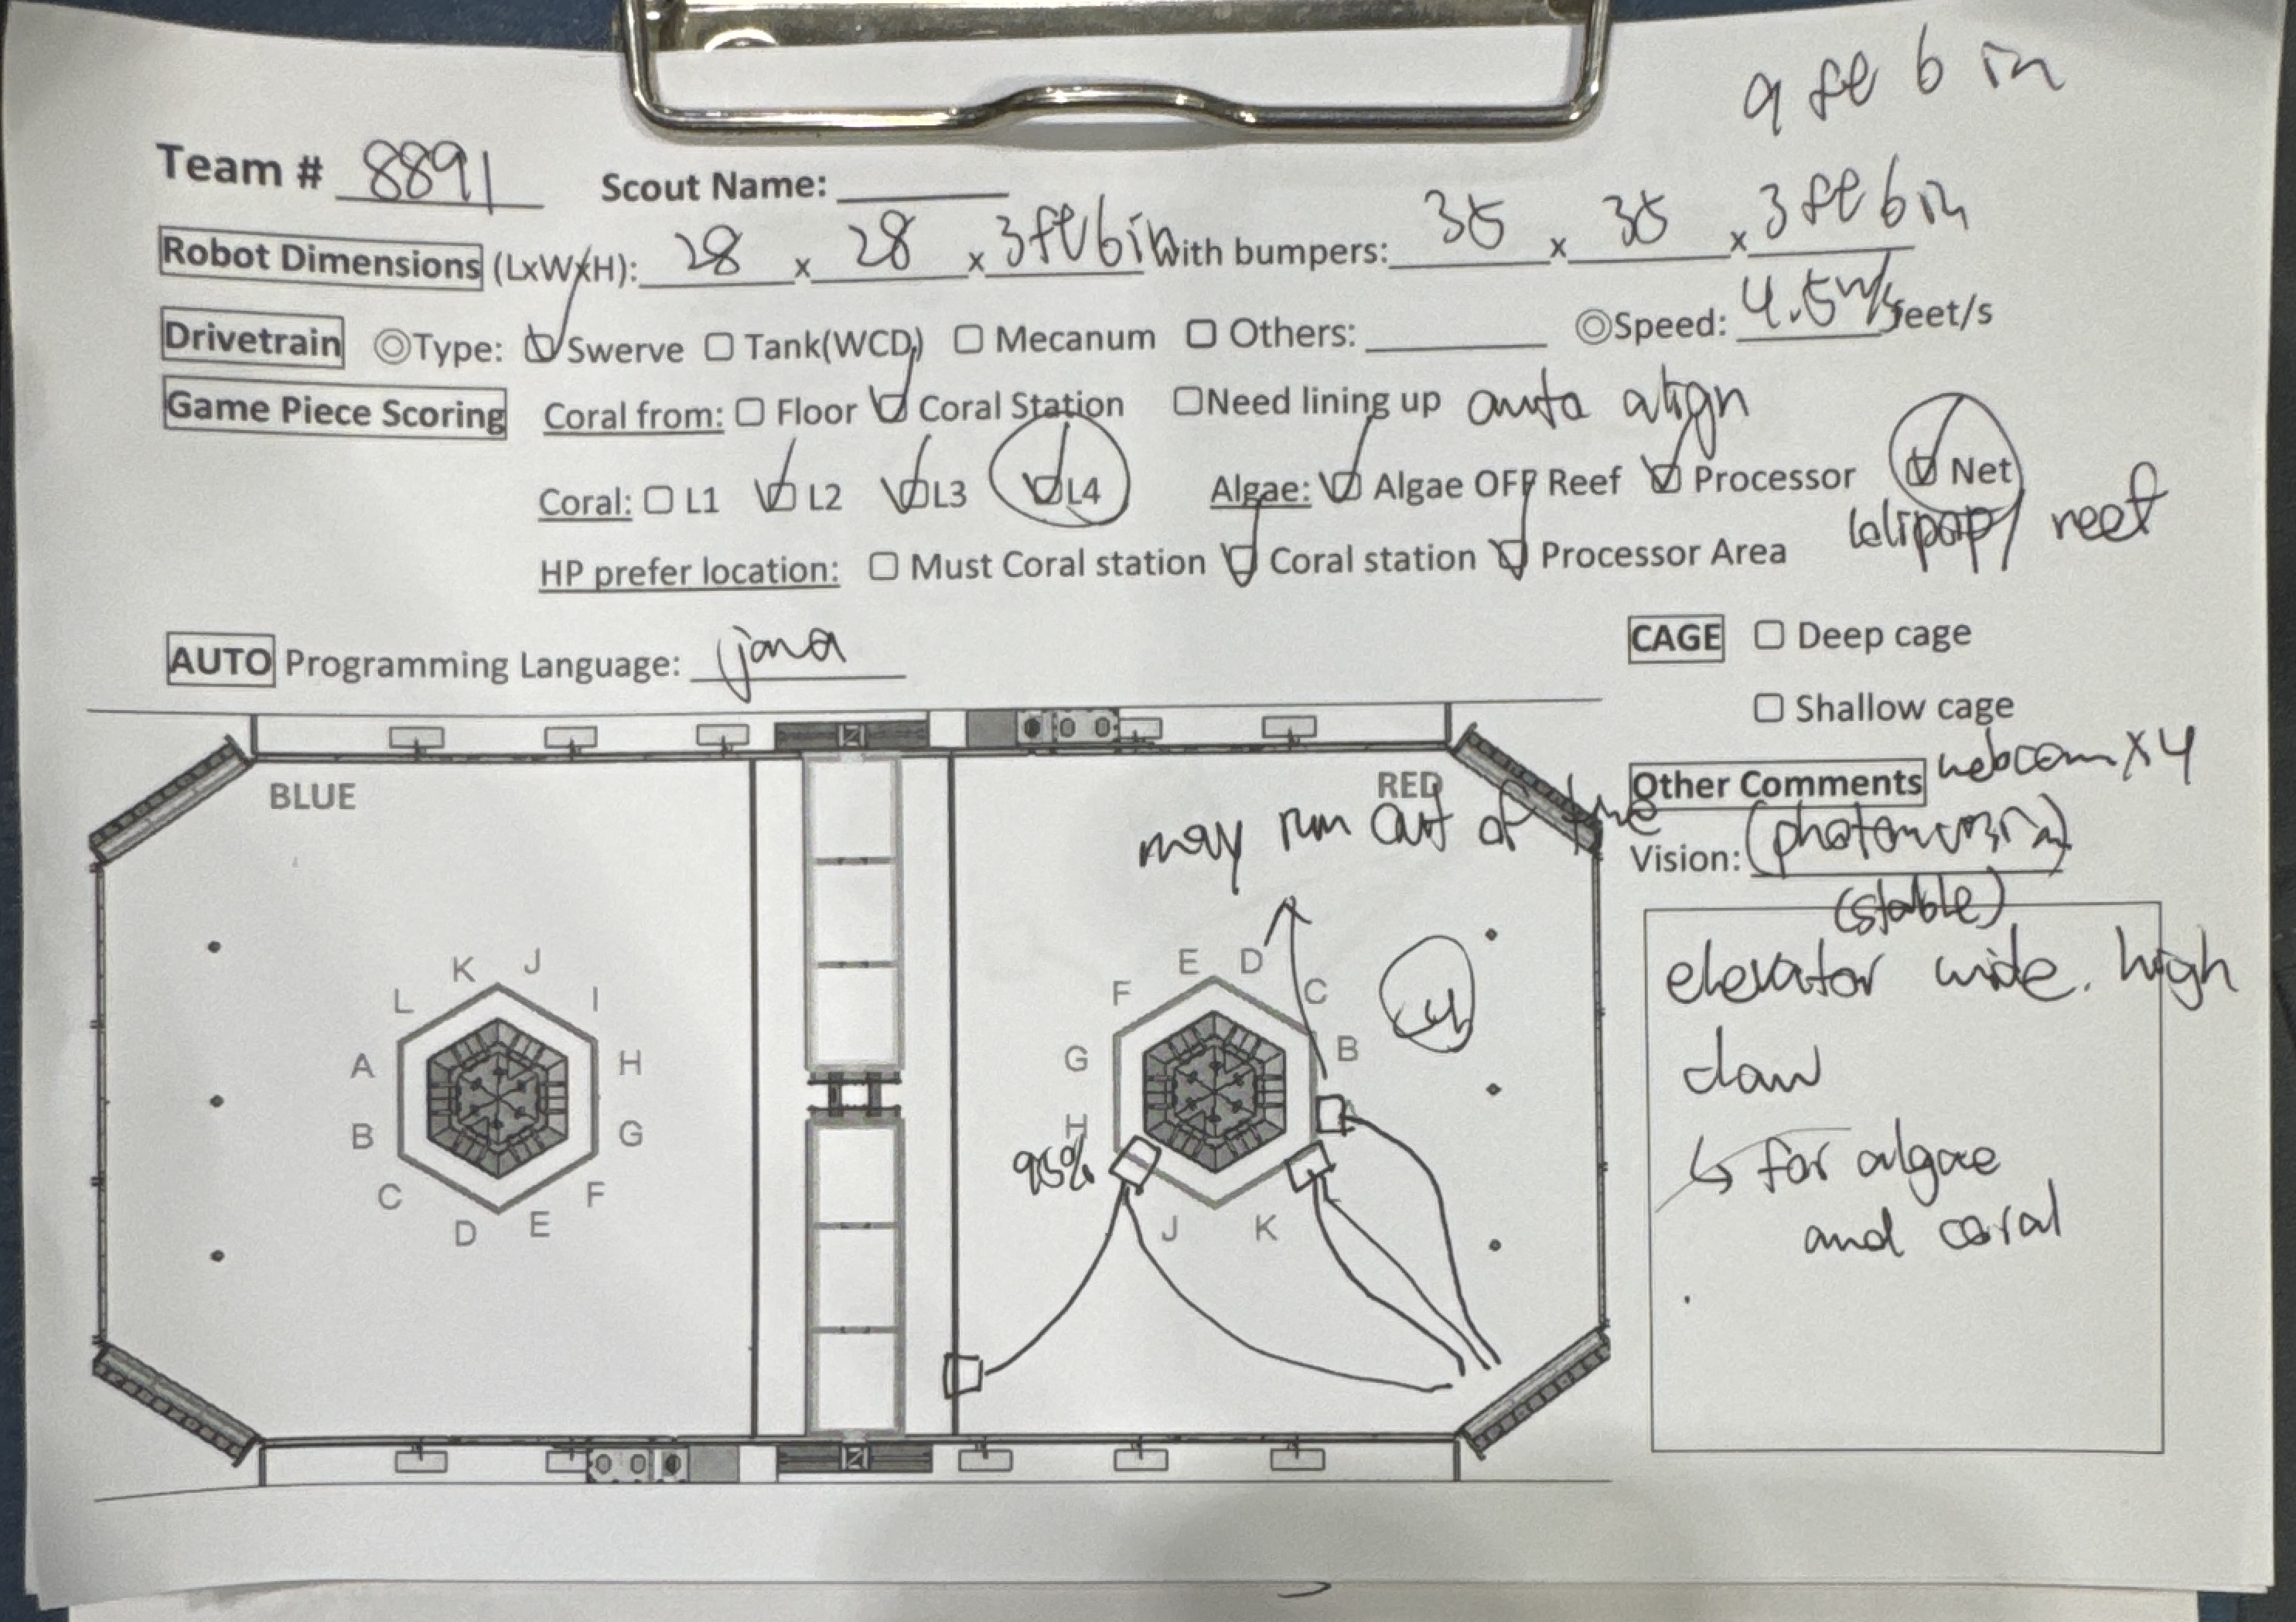 9 ft 6 in
Team # 8891 Scout Name:
Robot Dimensions (LxWxH): 28 x 28 x 3ft6in With bumpers: 35 x 35 x 3ft 6in
Drivetrain ◎Type: ☑ Swerve ☐ Tank(WCD) ☐ Mecanum ☐ Others: ◎Speed: 4.5m/s feet/s
Game Piece Scoring Coral from: ☐ Floor ☑ Coral Station ☐Need lining up auto align
Coral: ☐ L1 ☑ L2 ☑ L3 ☑ L4 Algae: ☑ Algae OFF Reef ☑ Processor ☑ Net
lolipop/ reef
HP prefer location: ☐ Must Coral station ☑ Coral station ☑ Processor Area
AUTO Programming Language: java
CAGE ☐ Deep cage
☐ Shallow cage
Other Comments webcam x4
Vision: (photonvision)
(stable)
elevator wide. high
claw
↳ for algae
and coral
BLUE
RED
may run out of time
K J
L I
A H
B G
C F
D E
E D
F C
G B
H A
J K
95%